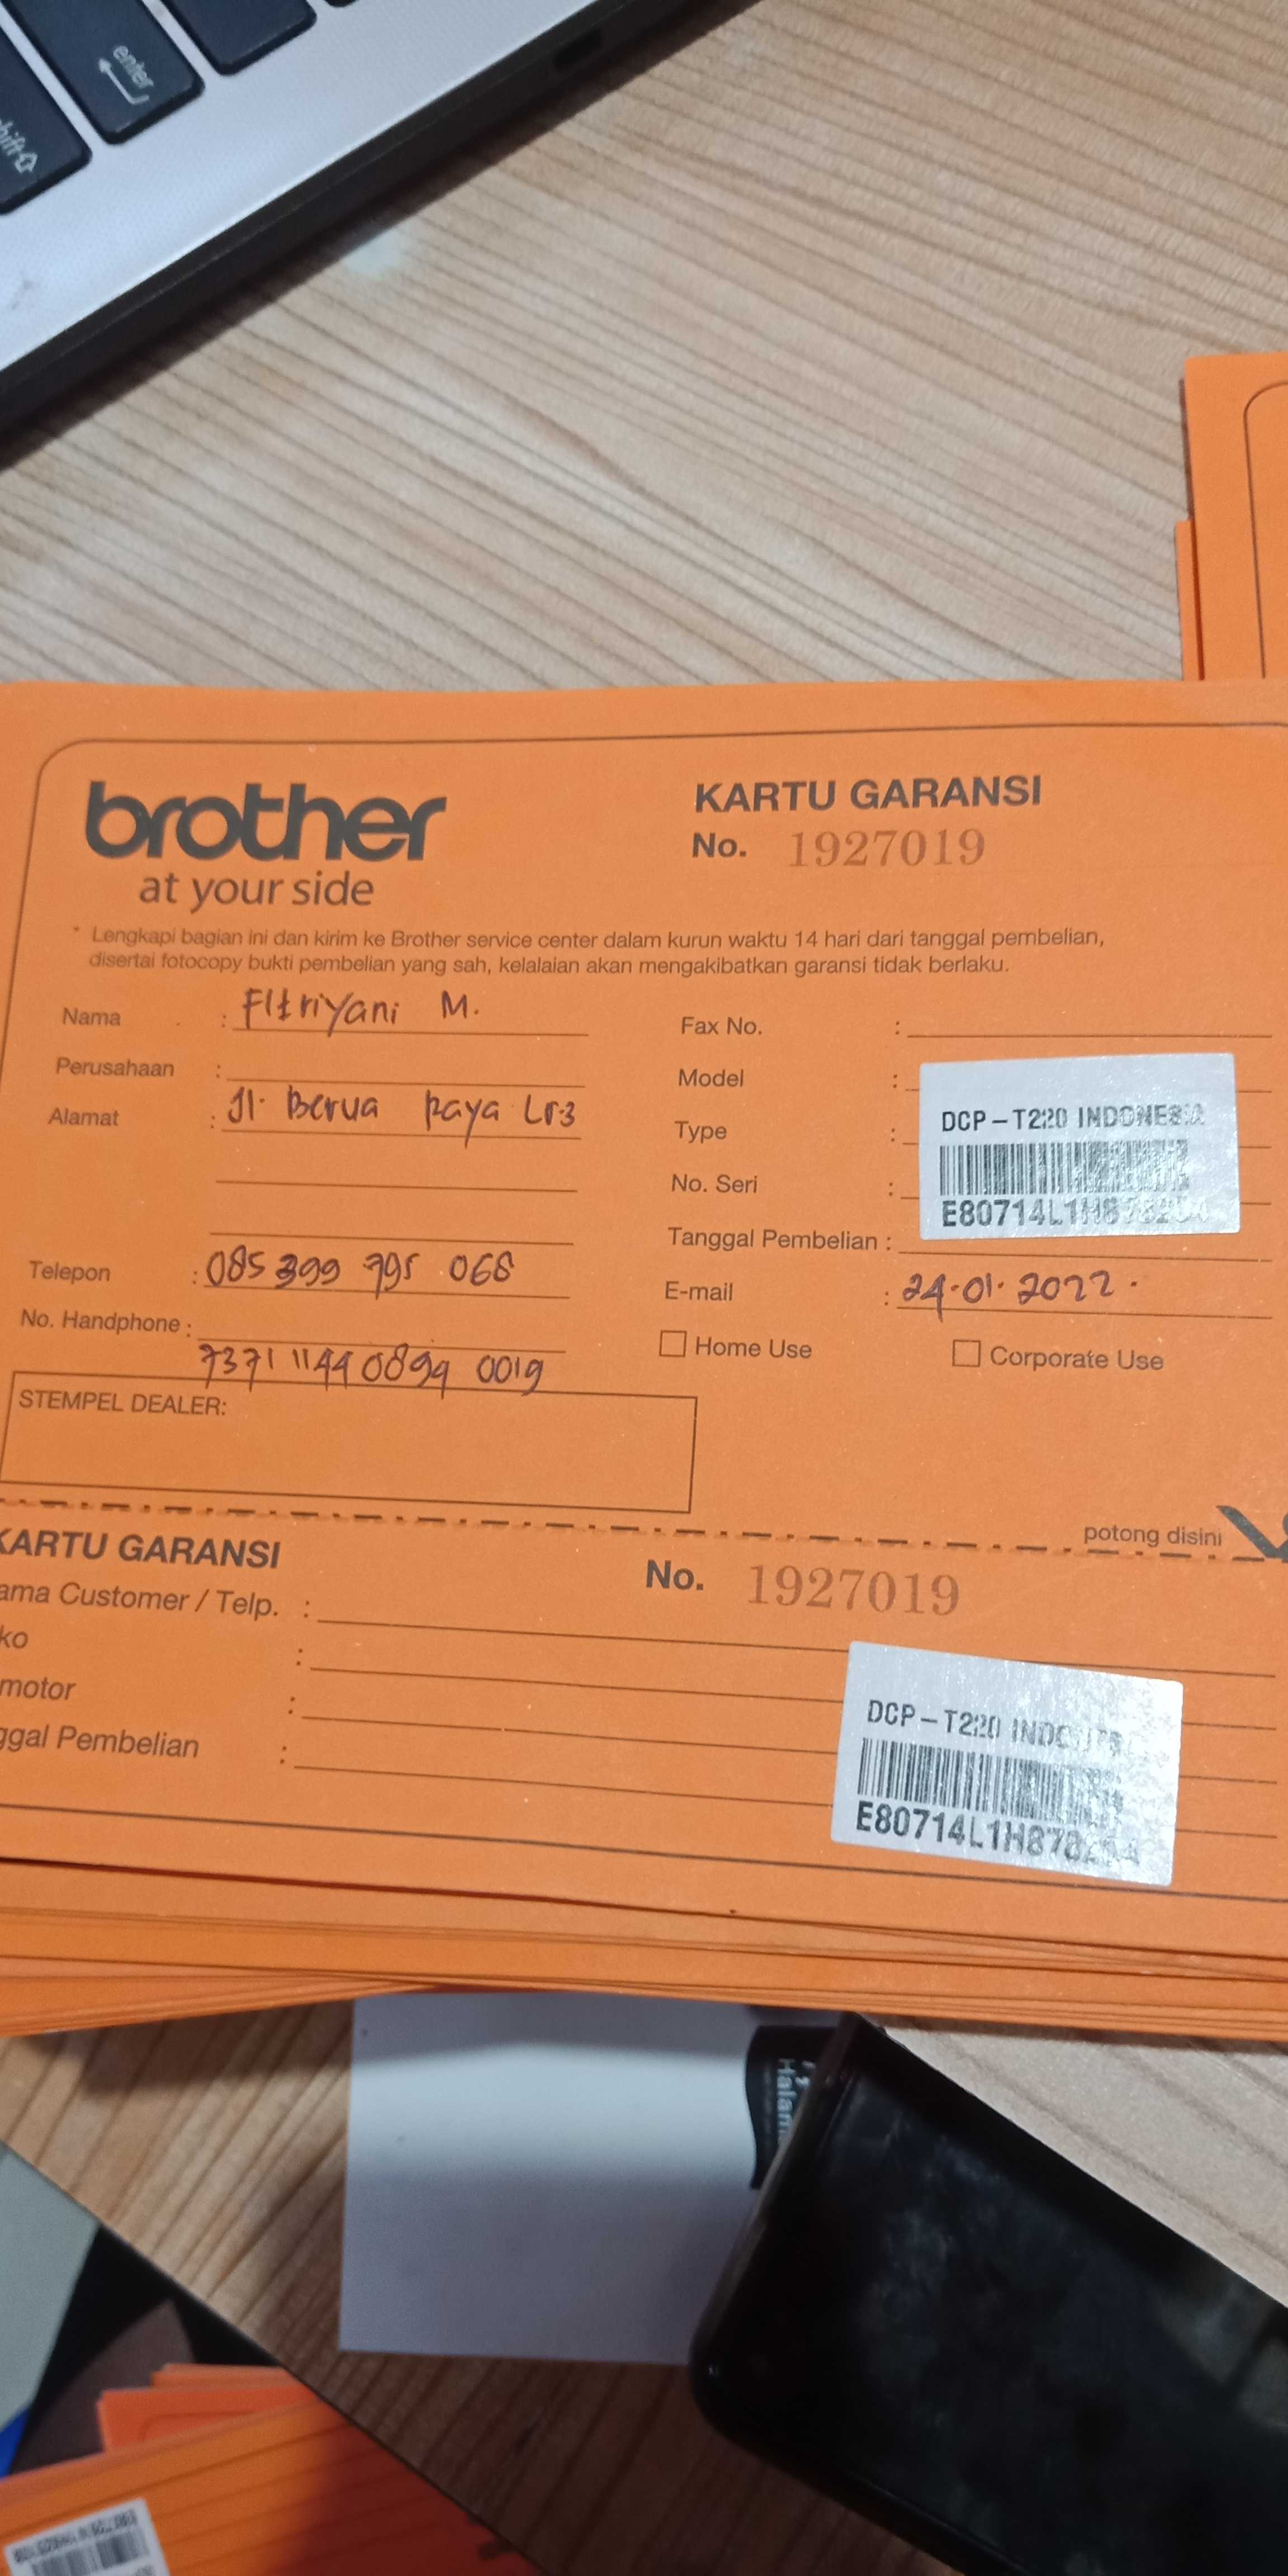 enter
shift
brother
at your side
KARTU GARANSI
No. 1927019
* Lengkapi bagian ini dan kirim ke Brother service center dalam kurun waktu 14 hari dari tanggal pembelian,
disertai fotocopy bukti pembelian yang sah, kelalaian akan mengakibatkan garansi tidak berlaku.
Nama : Fitriyani M.
Perusahaan :
Alamat : Jl. Berua Raya Lr.3
Telepon : 085 399 795 068
No. Handphone :
7371 1144 0894 0019
Fax No. :
Model :
Type :
No. Seri :
DCP-T220 INDONESIA
Tanggal Pembelian :
E-mail : 24.01.2022.
Home Use
Corporate Use
STEMPEL DEALER:
potong disini
KARTU GARANSI
No. 1927019
ama Customer / Telp. :
ko :
motor :
ggal Pembelian :
DCP-T220